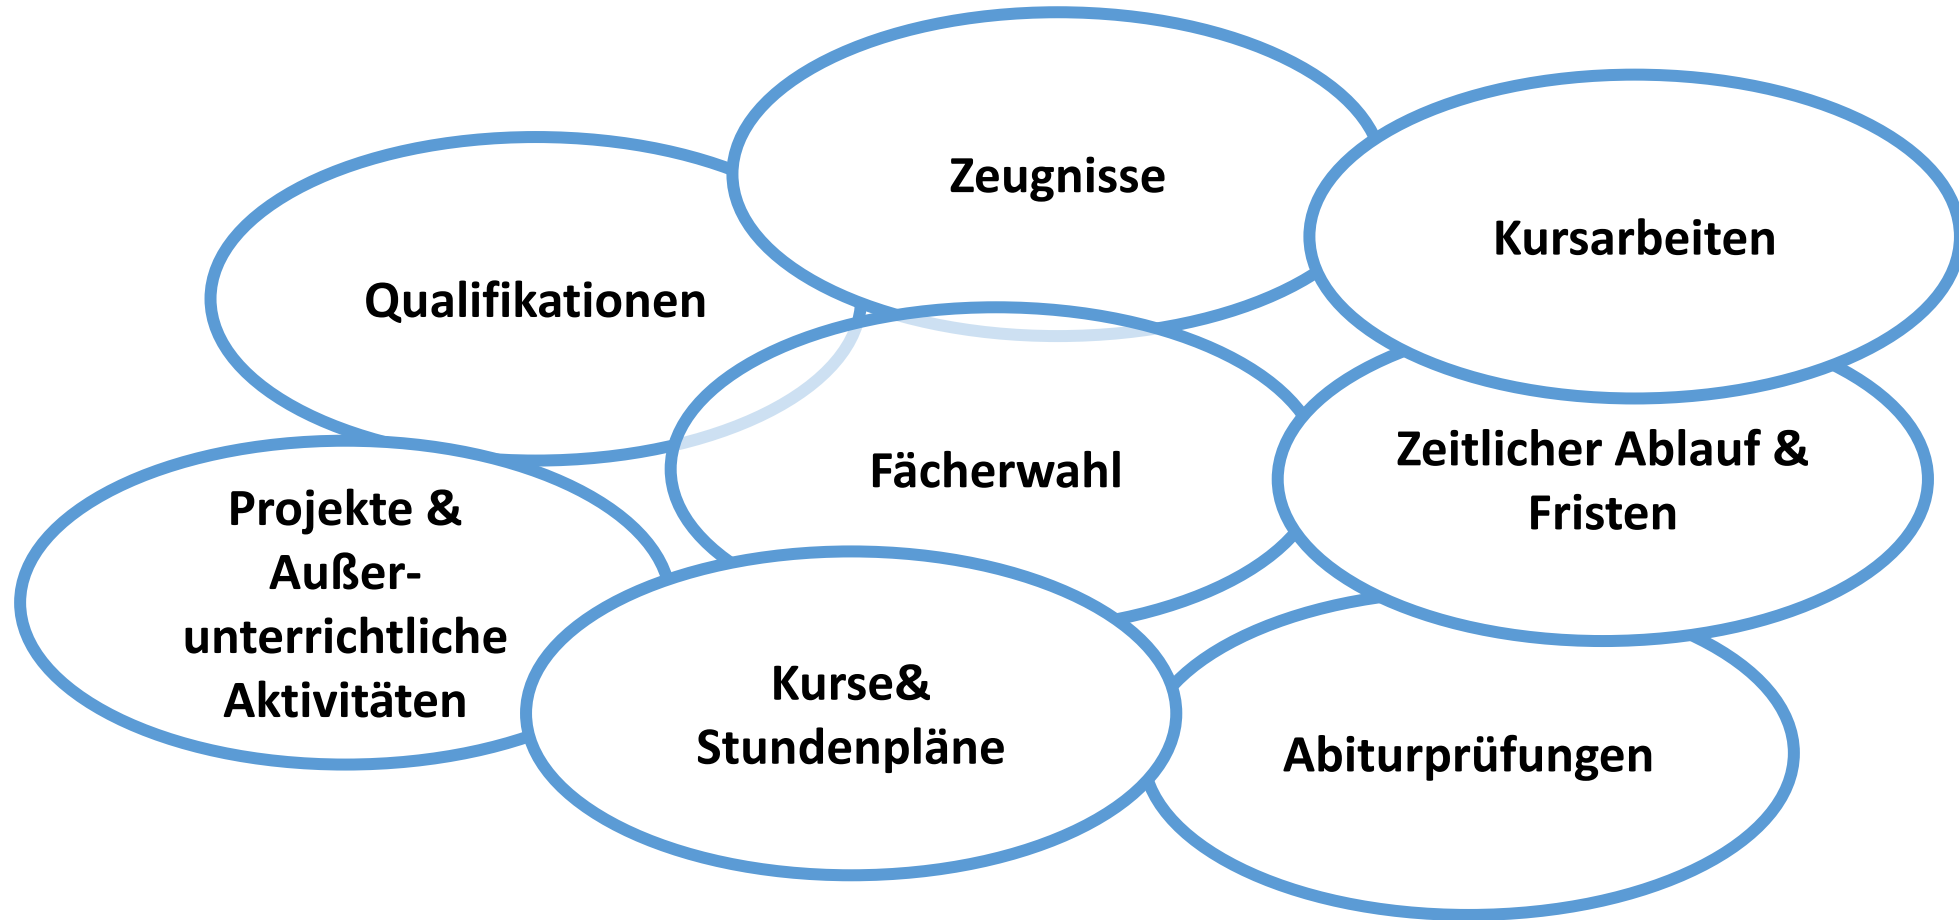 Zeugnisse
Kursarbeiten
Qualifikationen
Fächerwahl
Zeitlicher Ablauf &
Fristen
Projekte &
Außer-
unterrichtliche
Aktivitäten
Kurse&
Stundenpläne
Abiturprüfungen